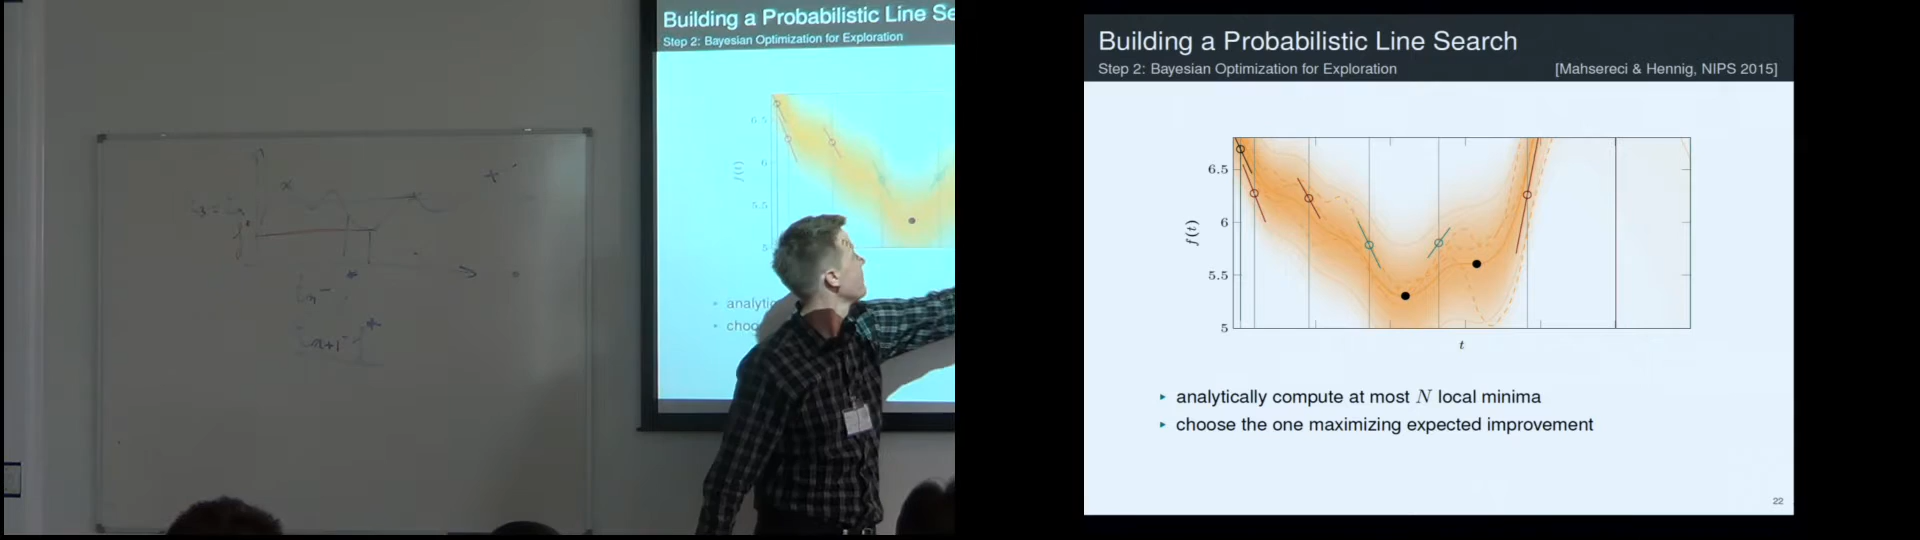 Building a Probabilistic Line Se
Step 2: Bayesian Optimization for Exploration
6.5
6
5.5
5
f(t)
analytic
choo
Building a Probabilistic Line Search
Step 2: Bayesian Optimization for Exploration [Mahsereci & Hennig, NIPS 2015]
6.5
6
5.5
5
f(t)
t
▸ analytically compute at most N local minima
▸ choose the one maximizing expected improvement
22